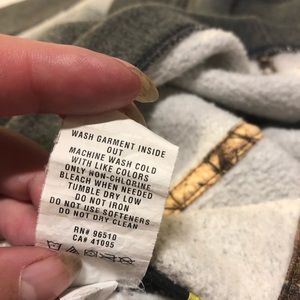 WASH GARMENT INSIDE
OUT
MACHINE WASH COLD
WITH LIKE COLORS
ONLY NON-CHLORINE
BLEACH WHEN NEEDED
TUMBLE DRY LOW
DO NOT IRON
DO NOT USE SOFTENERS
DO NOT DRY CLEAN
RN# 96510
CA# 41095